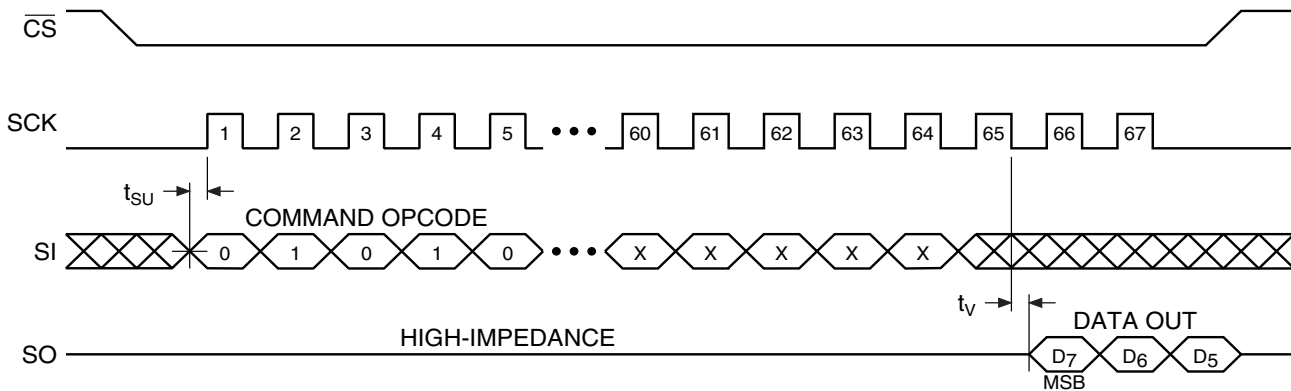 CS
SCK
1 2 3 4 5 ••• 60 61 62 63 64 65 66 67
tSU
COMMAND OPCODE
SI
0 1 0 1 0 ••• X X X X X
tV
HIGH-IMPEDANCE
DATA OUT
SO
D7 D6 D5
MSB